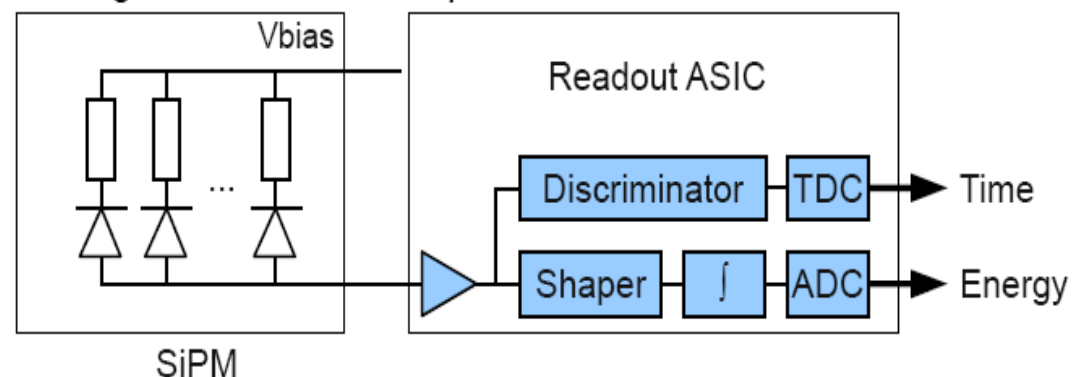 Vbias
Readout ASIC
...
Discriminator
TDC
Time
Shaper
∫
ADC
Energy
SiPM